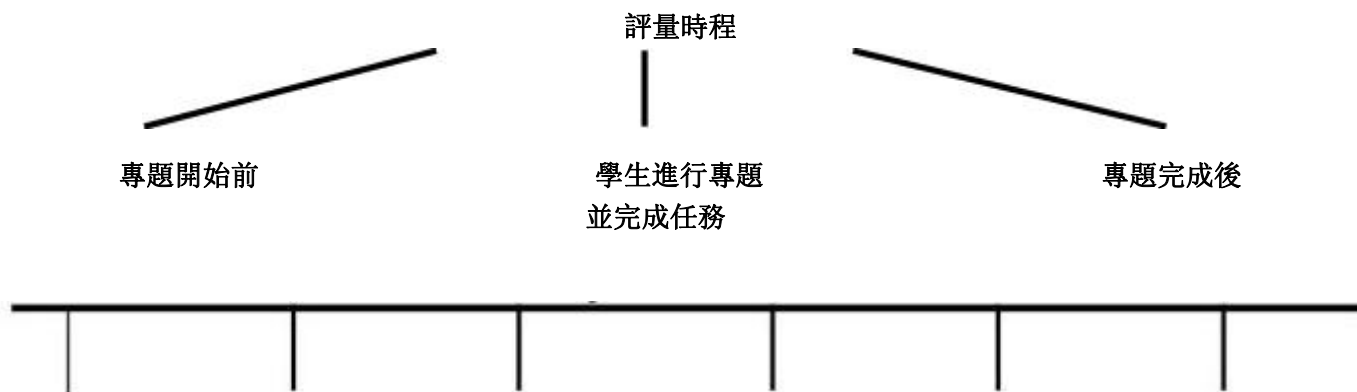 評量時程
專題開始前
學生進行專題
並完成任務
專題完成後